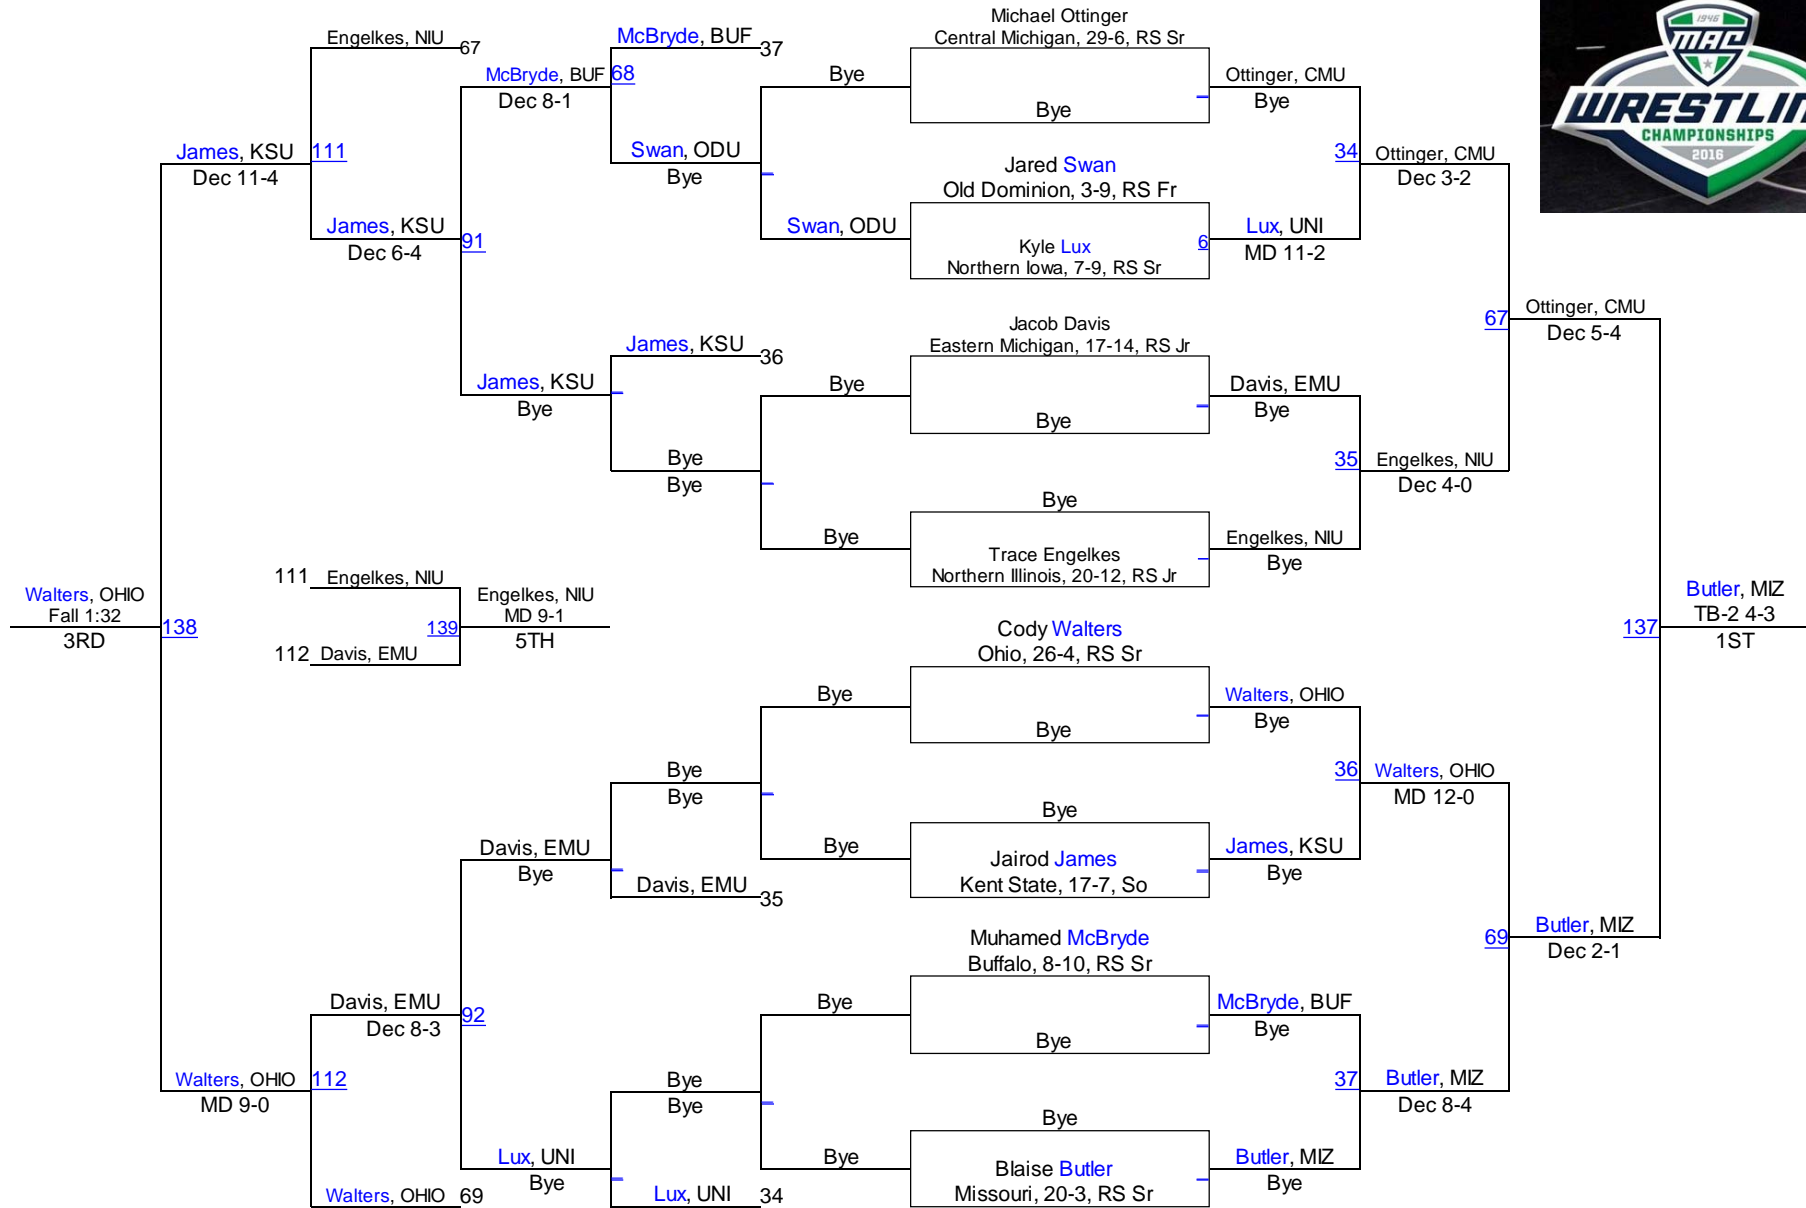 1946
MAC
WRESTLIN
CHAMPIONSHIPS
2016
Engelkes, NIU
67
James, KSU
111
Dec 11-4
James, KSU
Dec 6-4
McBryde, BUF
37
McBryde, BUF
68
Dec 8-1
Swan, ODU
Bye
91
Bye
Swan, ODU
James, KSU
36
James, KSU
Bye
Bye
Bye
Bye
Bye
Walters, OHIO
Fall 1:32
3RD
138
111
Engelkes, NIU
112
Davis, EMU
139
Engelkes, NIU
MD 9-1
5TH
Bye
Bye
Bye
Bye
Davis, EMU
Bye
Davis, EMU
35
Davis, EMU
Dec 8-3
92
Walters, OHIO
112
MD 9-0
Walters, OHIO
69
Bye
Bye
Bye
Bye
Lux, UNI
Bye
Lux, UNI
34
Michael Ottinger
Central Michigan, 29-6, RS Sr
Bye
Jared Swan
Old Dominion, 3-9, RS Fr
Kyle Lux
Northern Iowa, 7-9, RS Sr
6
Jacob Davis
Eastern Michigan, 17-14, RS Jr
Bye
Bye
Trace Engelkes
Northern Illinois, 20-12, RS Jr
Cody Walters
Ohio, 26-4, RS Sr
Bye
Bye
Jairod James
Kent State, 17-7, So
Muhamed McBryde
Buffalo, 8-10, RS Sr
Bye
Bye
Blaise Butler
Missouri, 20-3, RS Sr
Ottinger, CMU
Bye
34
Lux, UNI
MD 11-2
Ottinger, CMU
Dec 3-2
Davis, EMU
Bye
35
Engelkes, NIU
Bye
Engelkes, NIU
Dec 4-0
67
Ottinger, CMU
Dec 5-4
Walters, OHIO
Bye
36
James, KSU
Bye
Walters, OHIO
MD 12-0
McBryde, BUF
Bye
37
Butler, MIZ
Bye
Butler, MIZ
Dec 8-4
69
Butler, MIZ
Dec 2-1
137
Butler, MIZ
TB-2 4-3
1ST